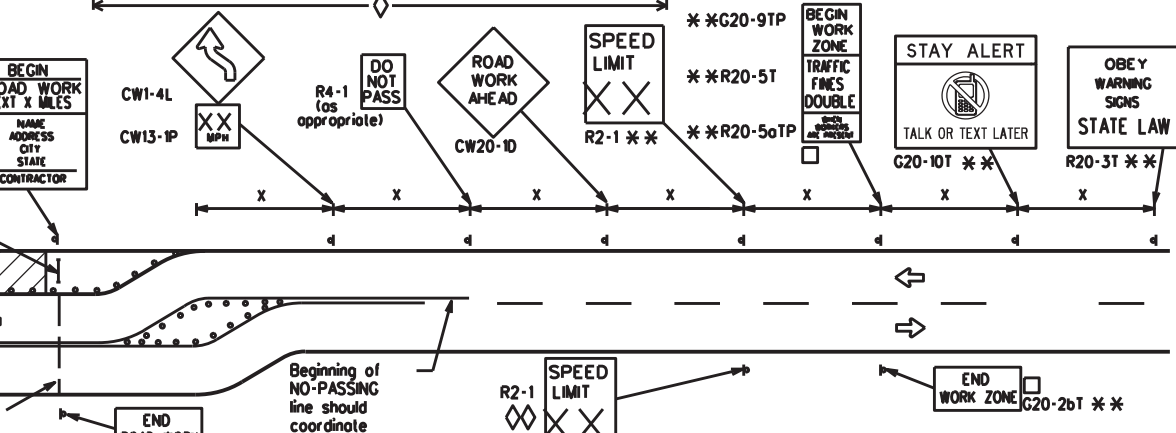 BEGIN
ROAD WORK
NEXT X MILES
NAME
ADDRESS
CITY
STATE
CONTRACTOR
CW1-4L
CW13-1P
XX
MPH
R4-1
(as
appropriate)
DO
NOT
PASS
ROAD
WORK
AHEAD
CW20-1D
SPEED
LIMIT
XX
R2-1 **
**G20-9TP
**R20-5T
**R20-5aTP
BEGIN
WORK
ZONE
TRAFFIC
FINES
DOUBLE
WHEN
WORKERS
ARE PRESENT
STAY ALERT
TALK OR TEXT LATER
G20-10T **
OBEY
WARNING
SIGNS
STATE LAW
R20-3T **
X X X X X X X
Beginning of
NO-PASSING
line should
coordinate
R2-1
SPEED
LIMIT
XX
END
WORK ZONE
G20-2bT **
END
ROAD WORK